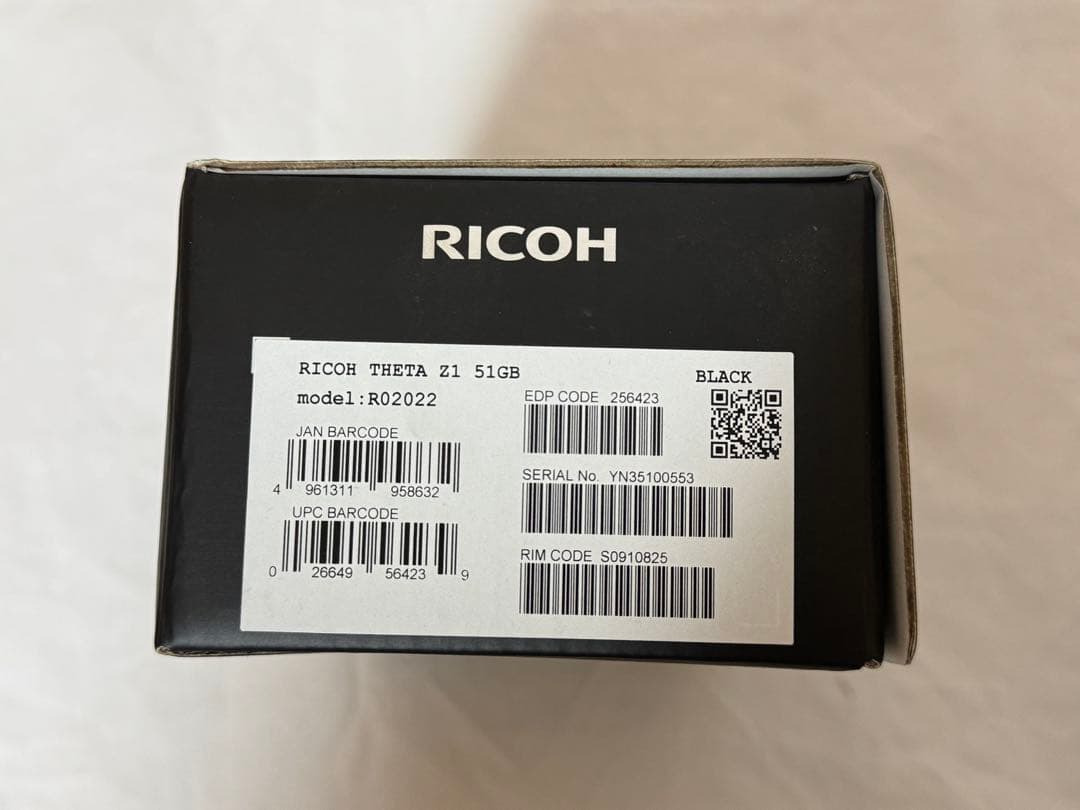 RICOH
RICOH THETA Z1 51GB
BLACK
model:R02022
EDP CODE 256423
JAN BARCODE
4 961311 958632
SERIAL No. YN35100553
UPC BARCODE
0 26649 56423 9
RIM CODE S0910825